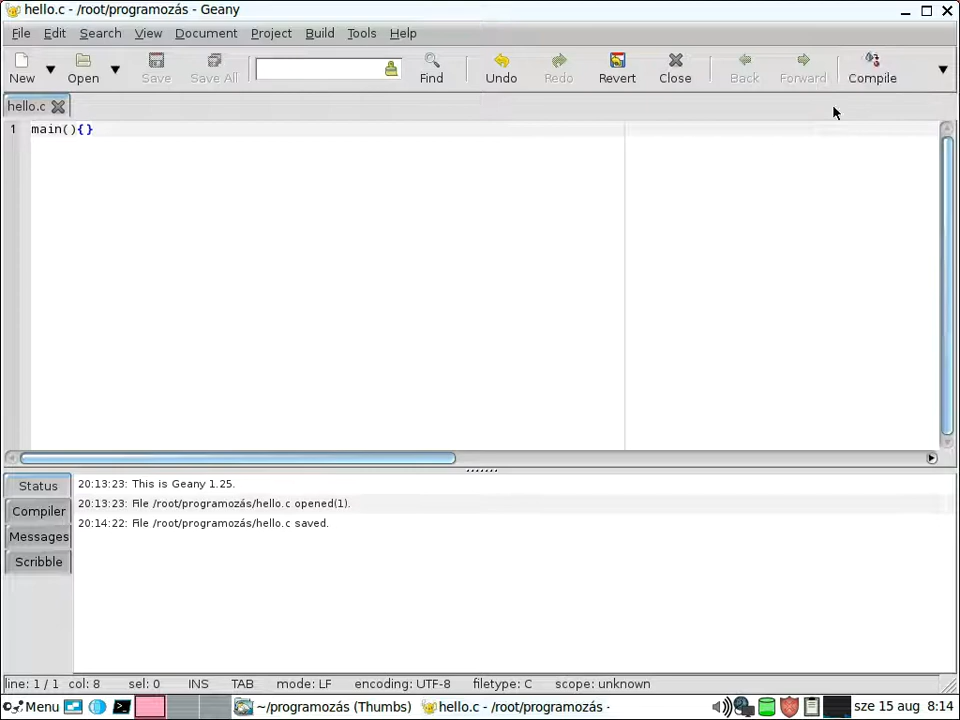 hello.c - /root/programozás - Geany
File Edit Search View Document Project Build Tools Help
New Open Save Save All Find Undo Redo Revert Close Back Forward Compile
hello.c
1 main(){}
Status
Compiler
Messages
Scribble
20:13:23: This is Geany 1.25.
20:13:23: File /root/programozás/hello.c opened(1).
20:14:22: File /root/programozás/hello.c saved.
line: 1 / 1 col: 8 sel: 0 INS TAB mode: LF encoding: UTF-8 filetype: C scope: unknown
Menu ~/programozás (Thumbs) hello.c - /root/programozás - sze 15 aug 8:14